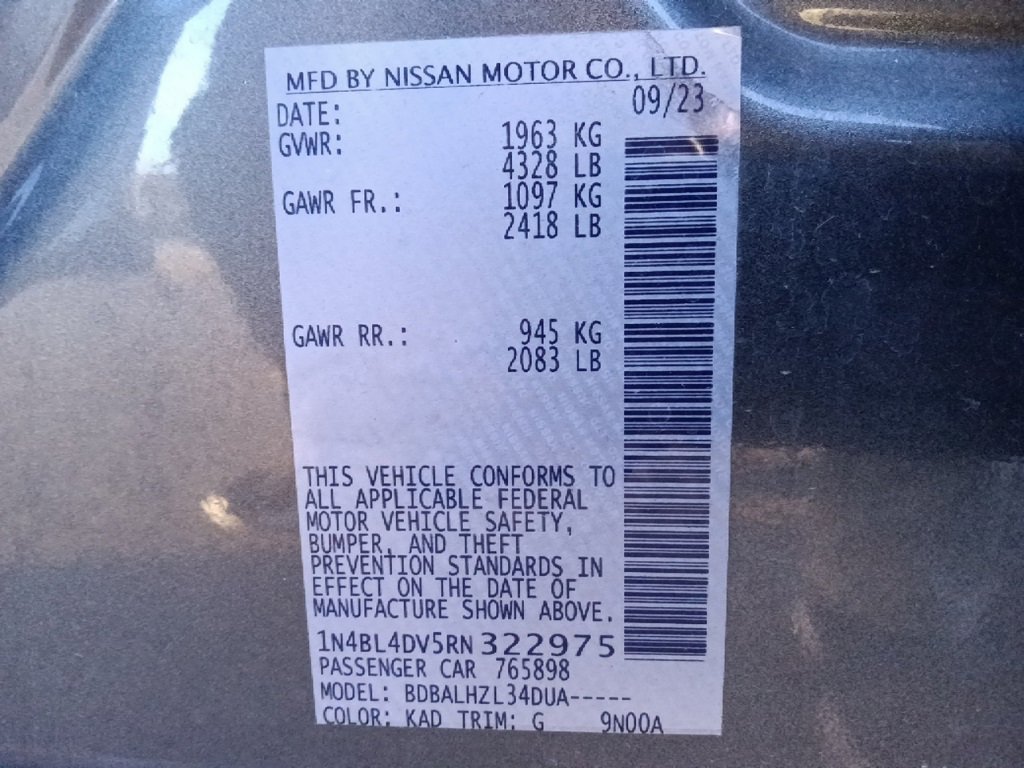 MFD BY NISSAN MOTOR CO., LTD.
DATE: 09/23
GVWR: 1963 KG
4328 LB
GAWR FR.: 1097 KG
2418 LB
GAWR RR.: 945 KG
2083 LB
THIS VEHICLE CONFORMS TO
ALL APPLICABLE FEDERAL
MOTOR VEHICLE SAFETY,
BUMPER, AND THEFT
PREVENTION STANDARDS IN
EFFECT ON THE DATE OF
MANUFACTURE SHOWN ABOVE.
1N4BL4DV5RN322975
PASSENGER CAR 765898
MODEL: BDBALHZL34DUA-----
COLOR: KAD TRIM: G 9N00A